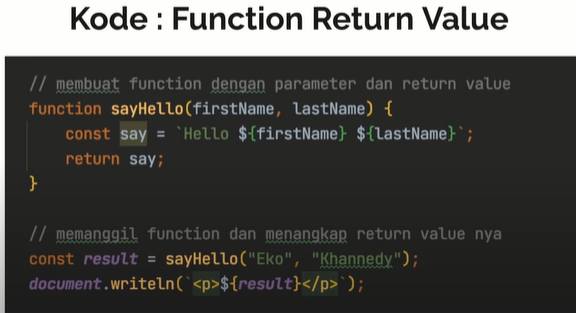 Kode : Function Return Value
// membuat function dengan parameter dan return value
function sayHello(firstName, lastName) {
    const say = `Hello ${firstName} ${lastName}`;
    return say;
}
// memanggil function dan menangkap return value nya
const result = sayHello("Eko", "Khannedy");
document.writeln(`<p>${result}</p>`);